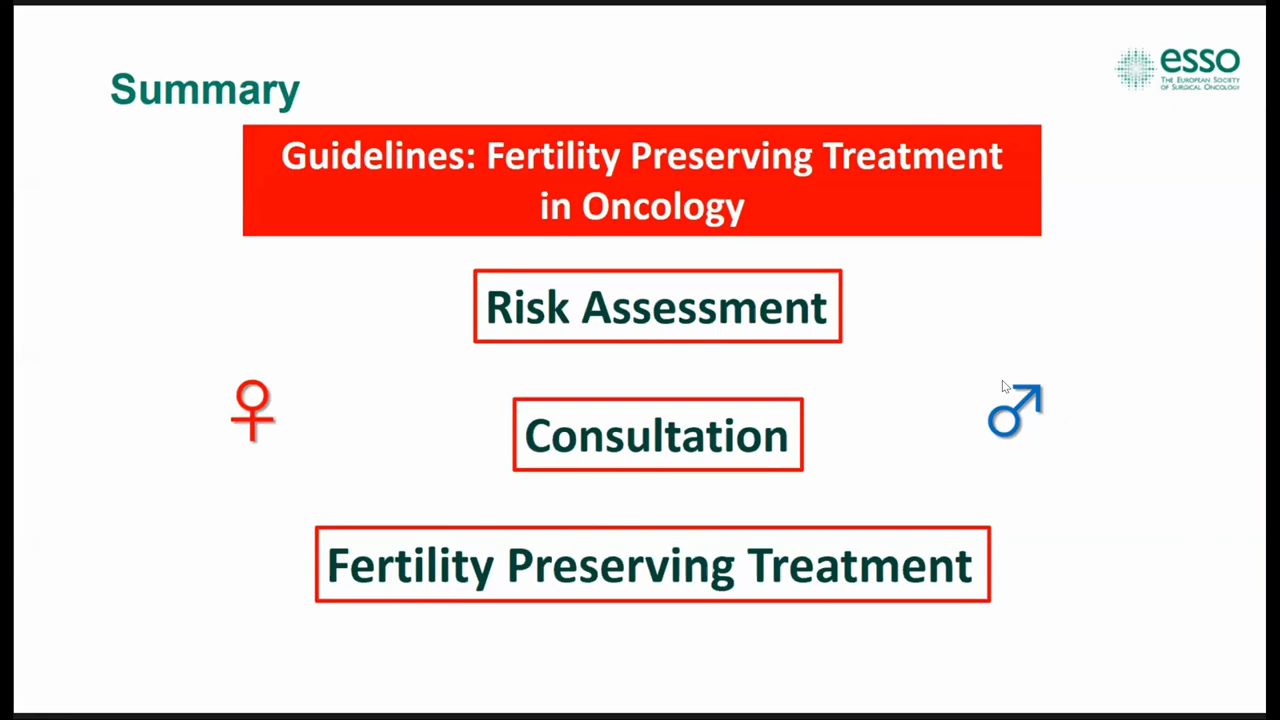 esso
THE EUROPEAN SOCIETY
OF SURGICAL ONCOLOGY
Summary
Guidelines: Fertility Preserving Treatment
in Oncology
Risk Assessment
♀
♂
Consultation
Fertility Preserving Treatment